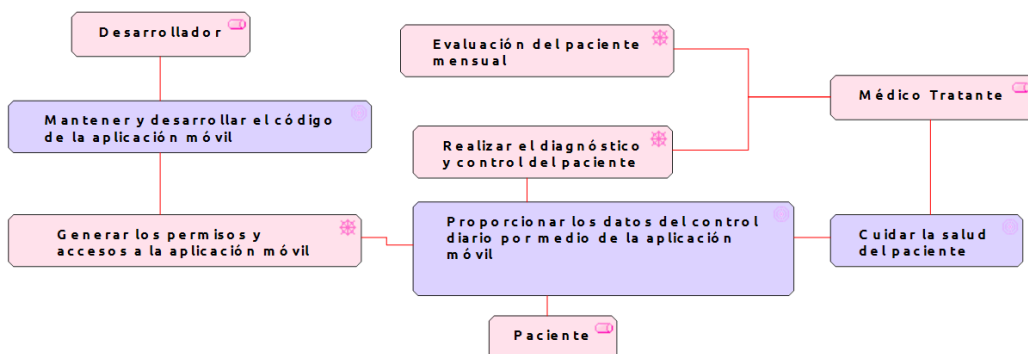 Desarrollador
Evaluación del paciente
mensual
Médico Tratante
Mantener y desarrollar el código
de la aplicación móvil
Realizar el diagnóstico
y control del paciente
Generar los permisos y
accesos a la aplicación móvil
Proporcionar los datos del control
diario por medio de la aplicación
móvil
Cuidar la salud
del paciente
Paciente